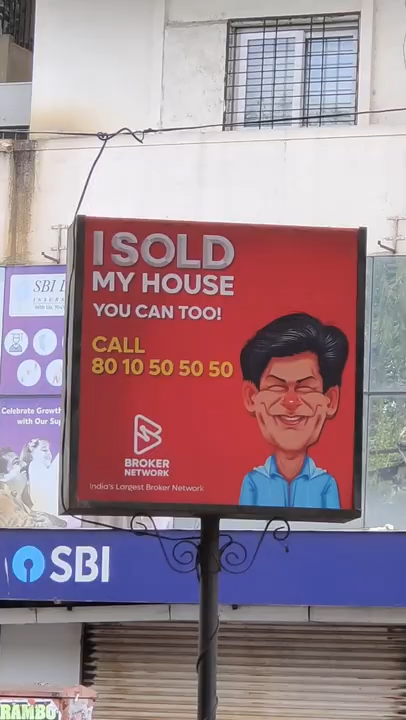 I SOLD
MY HOUSE
YOU CAN TOO!
CALL
80 10 50 50 50
BROKER
NETWORK
India's Largest Broker Network
SBI
Celebrate Growth
with Our
SBI
RAMBO